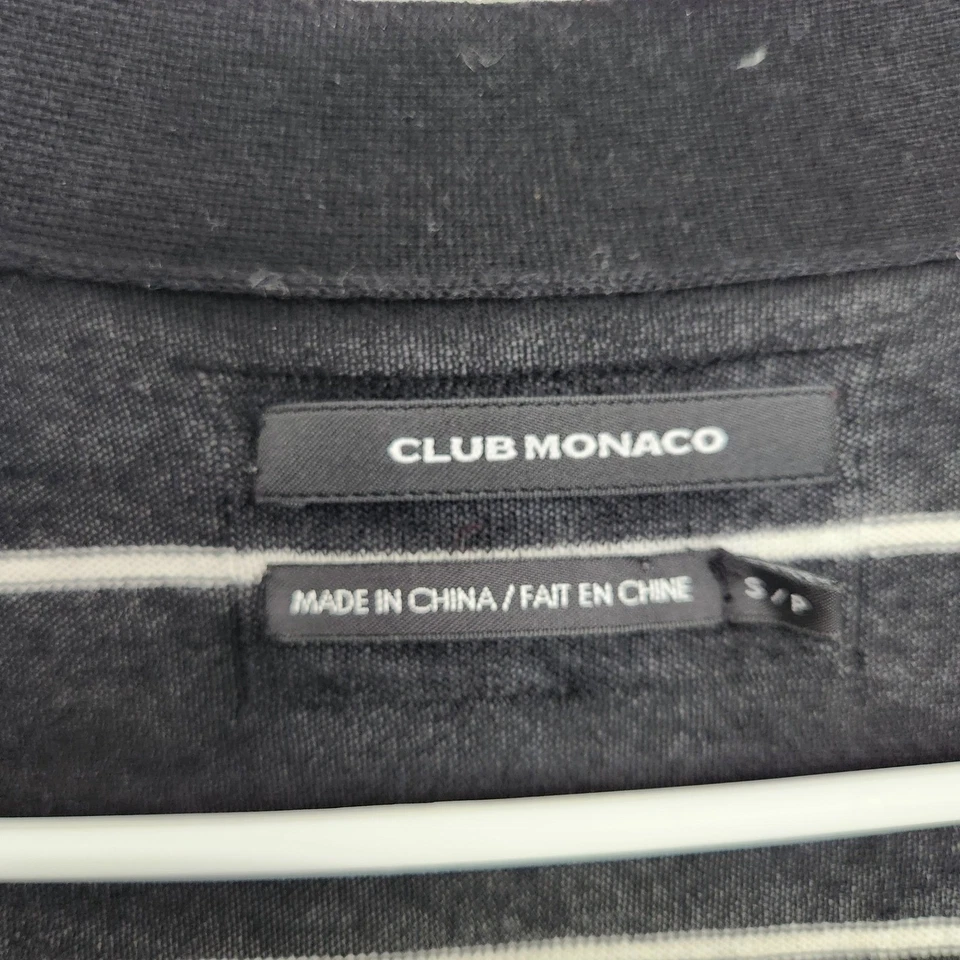 CLUB MONACO
MADE IN CHINA / FAIT EN CHINE
S / P